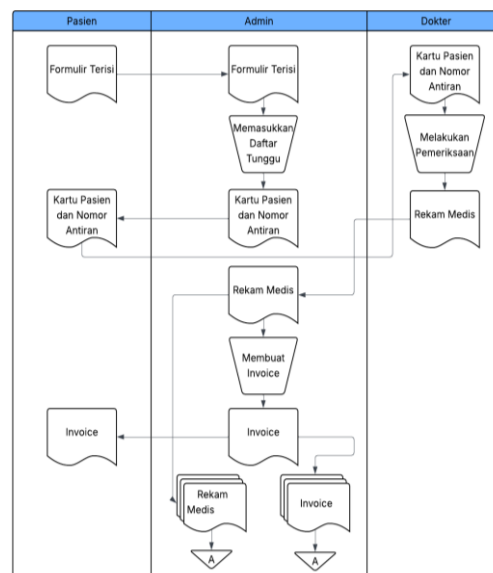 Pasien
Admin
Dokter
Formulir Terisi
Formulir Terisi
Kartu Pasien
dan Nomor
Antiran
Memasukkan
Daftar
Tunggu
Melakukan
Pemeriksaan
Kartu Pasien
dan Nomor
Antiran
Kartu Pasien
dan Nomor
Antiran
Rekam Medis
Rekam Medis
Membuat
Invoice
Invoice
Invoice
Rekam
Medis
Invoice
A
A